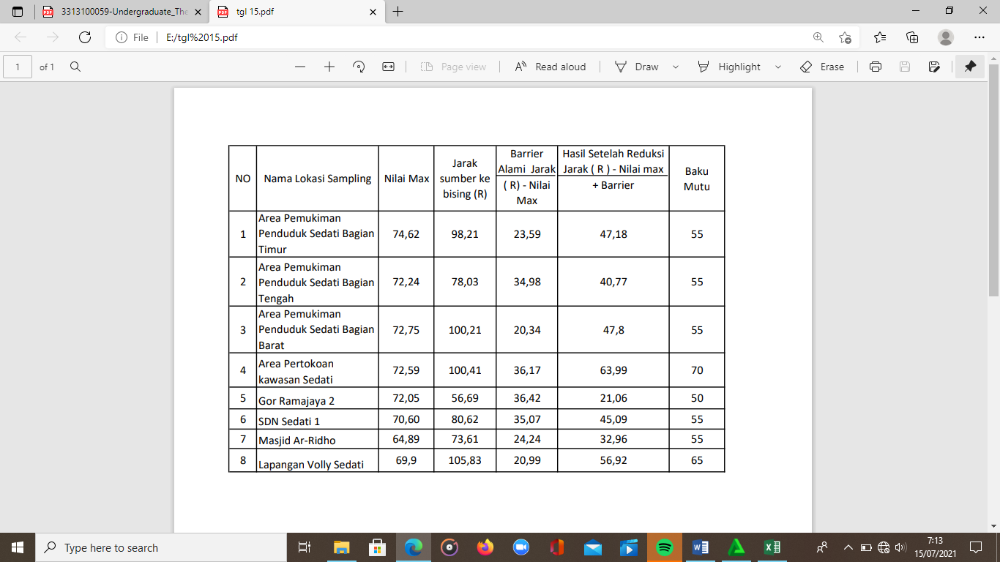 3313100059-Undergraduate_The
tgl 15.pdf
File
E:/tgl%2015.pdf
1
of 1
Page view
Read aloud
Draw
Highlight
Erase
NO
Nama Lokasi Sampling
Nilai Max
Jarak
sumber ke
bising (R)
Barrier
Alami Jarak
( R) - Nilai
Max
Hasil Setelah Reduksi
Jarak ( R ) - Nilai max
+ Barrier
Baku
Mutu
1
Area Pemukiman
Penduduk Sedati Bagian
Timur
74,62
98,21
23,59
47,18
55
2
Area Pemukiman
Penduduk Sedati Bagian
Tengah
72,24
78,03
34,98
40,77
55
3
Area Pemukiman
Penduduk Sedati Bagian
Barat
72,75
100,21
20,34
47,8
55
4
Area Pertokoan
kawasan Sedati
72,59
100,41
36,17
63,99
70
5
Gor Ramajaya 2
72,05
56,69
36,42
21,06
50
6
SDN Sedati 1
70,60
80,62
35,07
45,09
55
7
Masjid Ar-Ridho
64,89
73,61
24,24
32,96
55
8
Lapangan Volly Sedati
69,9
105,83
20,99
56,92
65
Type here to search
7:13
15/07/2021